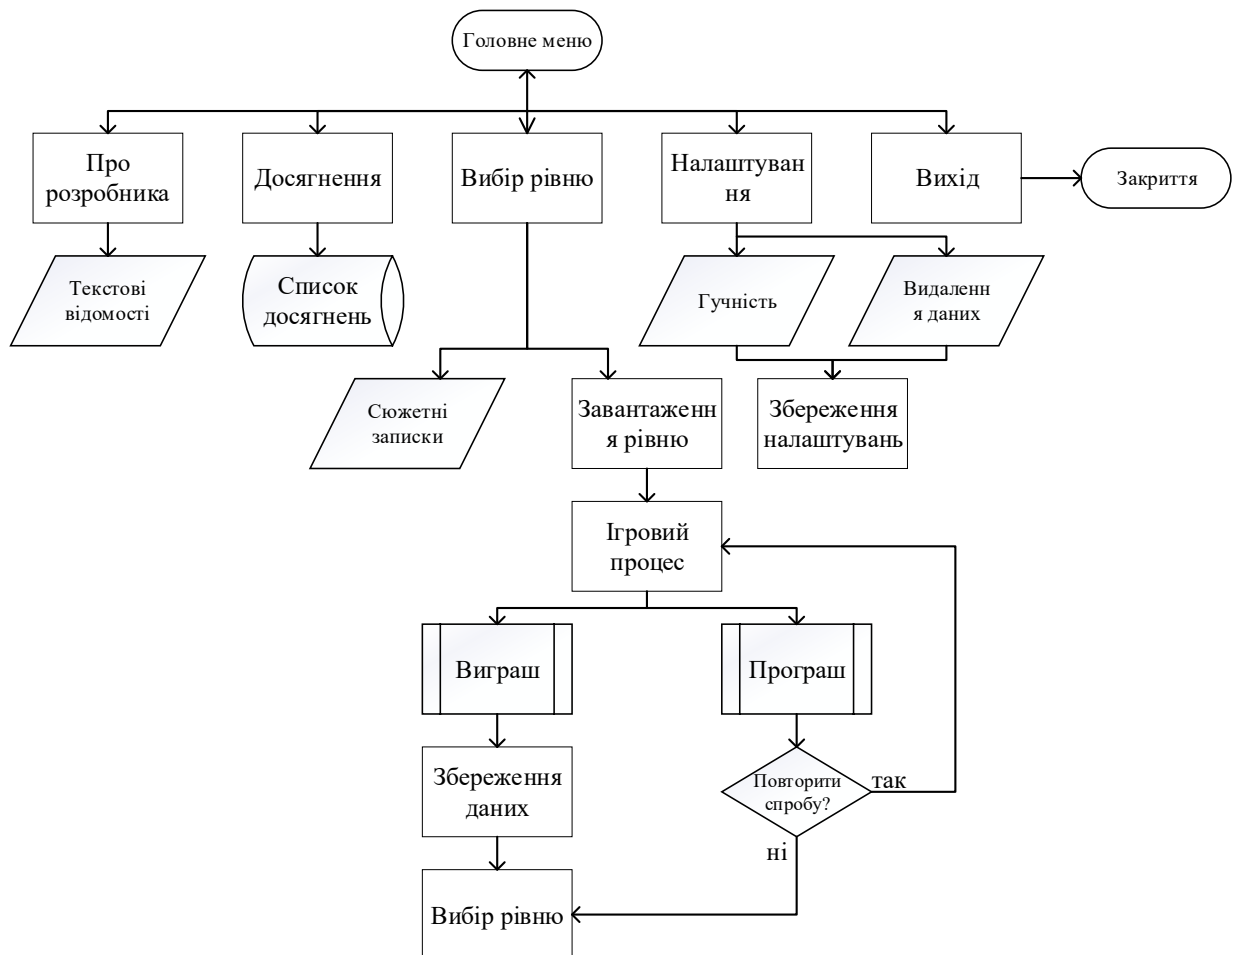 Головне меню
Про
розробника
Досягнення
Вибір рівню
Налаштуван
ня
Вихід
Закриття
Текстові
відомості
Список
досягнень
Гучність
Видаленн
я даних
Сюжетні
записки
Завантаженн
я рівню
Збереження
налаштувань
Ігровий
процес
Виграш
Програш
Збереження
даних
Повторити
спробу?
так
ні
Вибір рівню